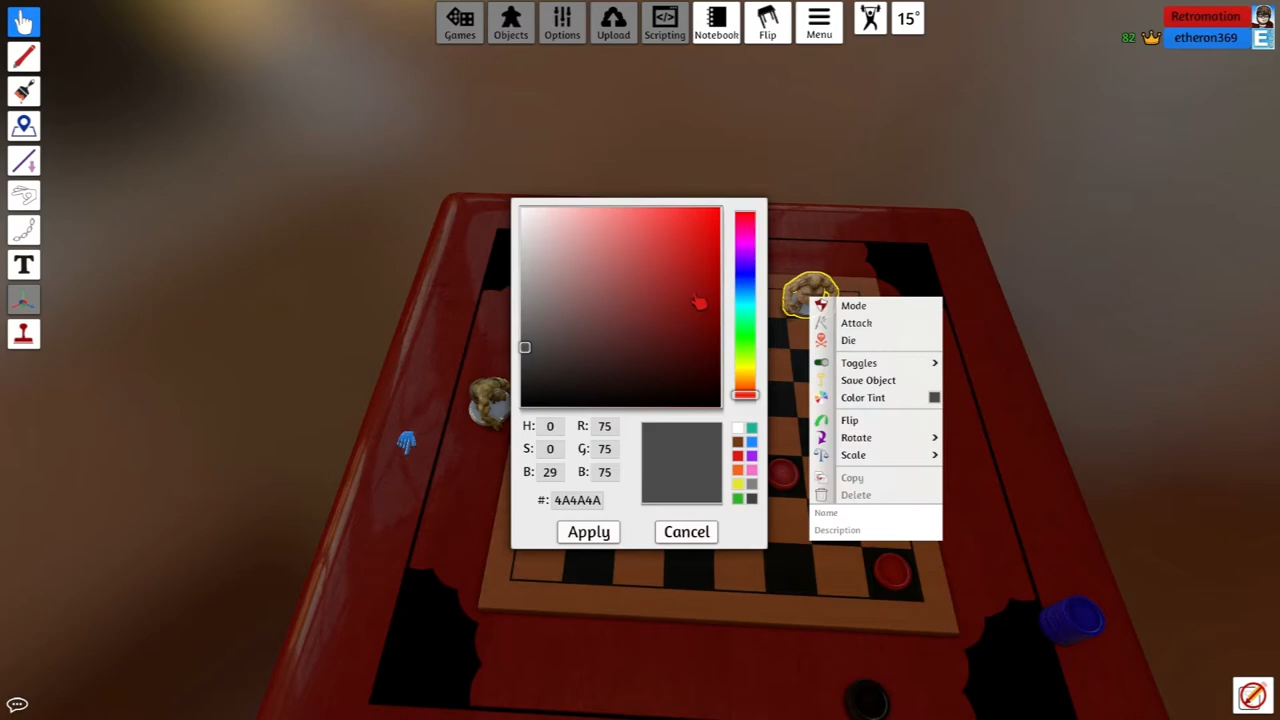 Games
Objects
Options
Upload
Scripting
Notebook
Flip
Menu
15°
Retromation
82
etheron369
E
T
Mode
Attack
Die
Toggles
Save Object
Color Tint
Flip
Rotate
Scale
Copy
Delete
Name
Description
H: 0 R: 75
S: 0 G: 75
B: 29 B: 75
#: 4A4A4A
Apply
Cancel